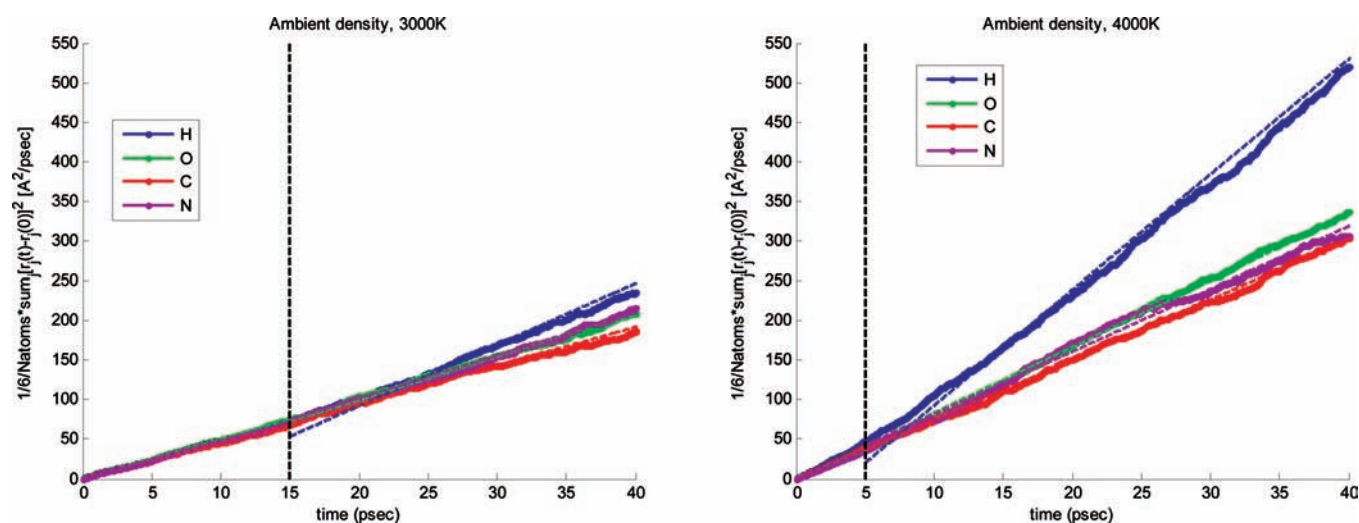 Ambient density, 3000K
1/6/Natoms*sum_j[r_j(t)-r_j(0)]^2 [A^2/psec]
550
500
450
400
350
300
250
200
150
100
50
0
H
O
C
N
0 5 10 15 20 25 30 35 40
time (psec)
Ambient density, 4000K
1/6/Natoms*sum_j[r_j(t)-r_j(0)]^2 [A^2/psec]
550
500
450
400
350
300
250
200
150
100
50
0
H
O
C
N
0 5 10 15 20 25 30 35 40
time (psec)